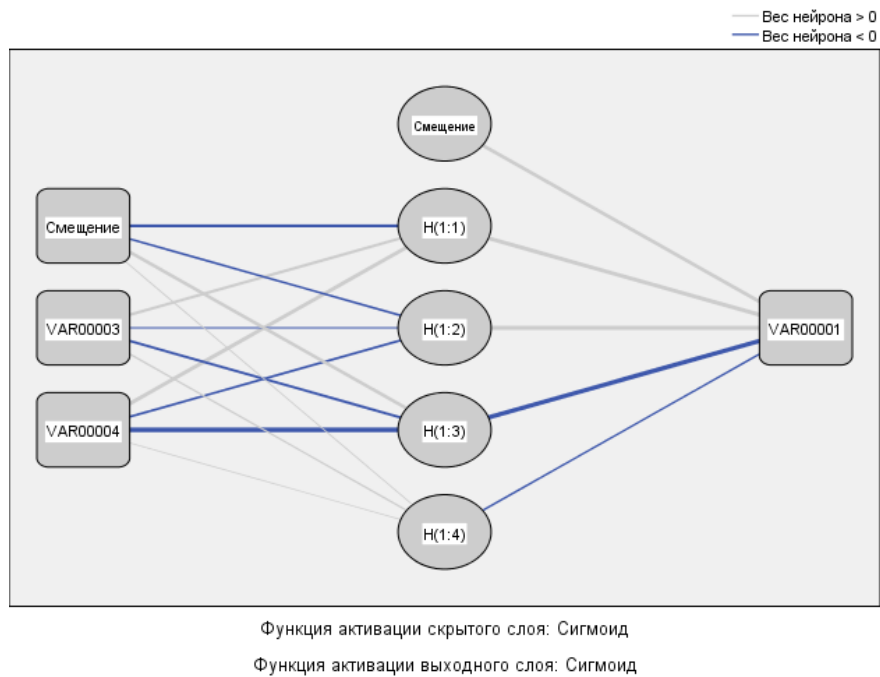 Вес нейрона > 0
Вес нейрона < 0
Смещение
Смещение
H(1:1)
VAR00003
H(1:2)
VAR00001
VAR00004
H(1:3)
H(1:4)
Функция активации скрытого слоя: Сигмоид
Функция активации выходного слоя: Сигмоид